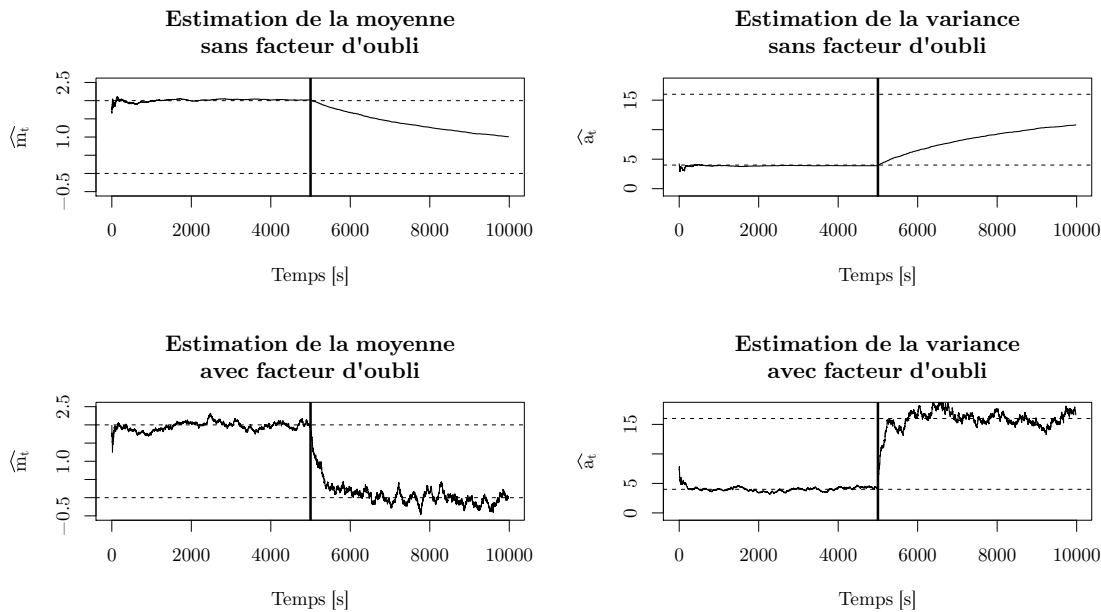 Estimation de la moyenne
sans facteur d'oubli
2.5
1.0
−0.5
m̂t
0 2000 4000 6000 8000 10000
Temps [s]
Estimation de la variance
sans facteur d'oubli
15
5
0
ât
0 2000 4000 6000 8000 10000
Temps [s]
Estimation de la moyenne
avec facteur d'oubli
2.5
1.0
−0.5
m̂t
0 2000 4000 6000 8000 10000
Temps [s]
Estimation de la variance
avec facteur d'oubli
15
5
0
ât
0 2000 4000 6000 8000 10000
Temps [s]